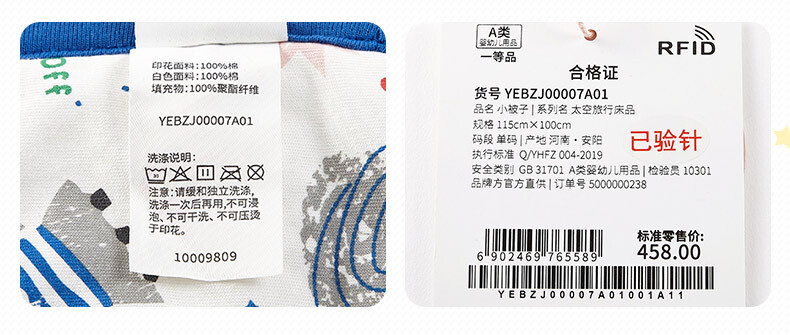 OFF.
印花面料:100%棉
白色面料:100%棉
填充物:100%聚酯纤维
YEBZJ00007A01
洗涤说明:
注意:请缓和独立洗涤,
洗涤一次后再用,不可浸
泡、不可干洗、不可压烫
于印花。
10009809
A类
婴幼儿用品
一等品
RFID
合格证
货号 YEBZJ00007A01
品名 小被子 | 系列名 太空旅行床品
规格 115cm×100cm
码段 单码 | 产地 河南·安阳
已验针
执行标准 Q/YHFZ 004-2019
安全类别 GB 31701 A类婴幼儿用品 | 检验员 10301
品牌方官方直供 | 订单号 5000000238
标准零售价:
458.00
6 902469 765589
YEBZJ00007A01001A11